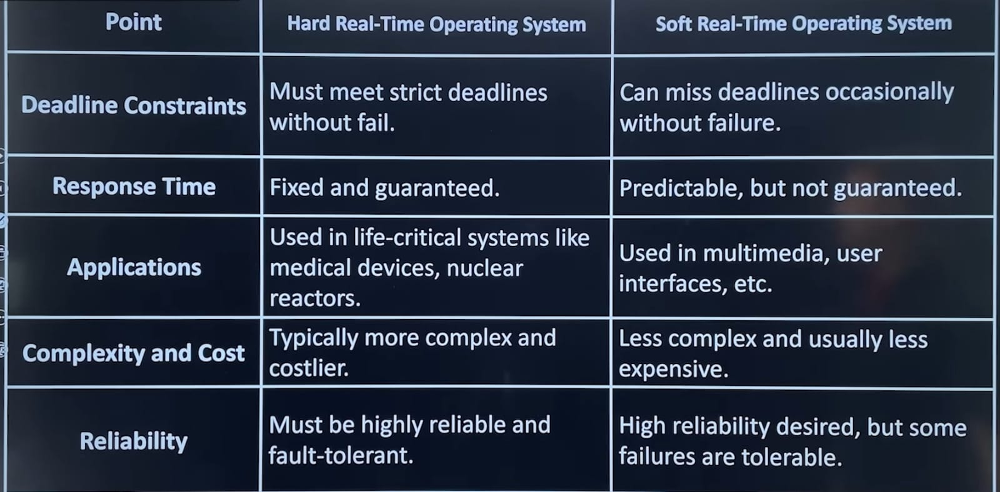 Point
Hard Real-Time Operating System
Soft Real-Time Operating System
Deadline Constraints
Must meet strict deadlines
without fail.
Can miss deadlines occasionally
without failure.
Response Time
Fixed and guaranteed.
Predictable, but not guaranteed.
Applications
Used in life-critical systems like
medical devices, nuclear
reactors.
Used in multimedia, user
interfaces, etc.
Complexity and Cost
Typically more complex and
costlier.
Less complex and usually less
expensive.
Reliability
Must be highly reliable and
fault-tolerant.
High reliability desired, but some
failures are tolerable.